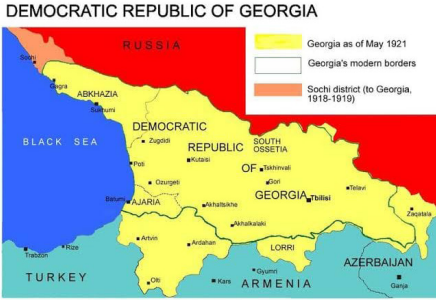 DEMOCRATIC REPUBLIC OF GEORGIA
RUSSIA
Georgia as of May 1921
Georgia's modern borders
Sochi district (to Georgia,
1918-1919)
Sochi
Gagra
ABKHAZIA
Sukhumi
BLACK SEA
DEMOCRATIC
REPUBLIC
OF
GEORGIA
Zugdidi
SOUTH
OSSETIA
Kutaisi
Poti
Tskhinvali
Gori
Ozurgeti
Telavi
Tbilisi
Batumi
AJARIA
Akhaltsikhe
Zaqatala
Akhalkalaki
Artvin
Ardahan
LORRI
Trabzon
Riza
AZERBAIJAN
TURKEY
Olti
Kars
Gyumri
ARMENIA
Ganja